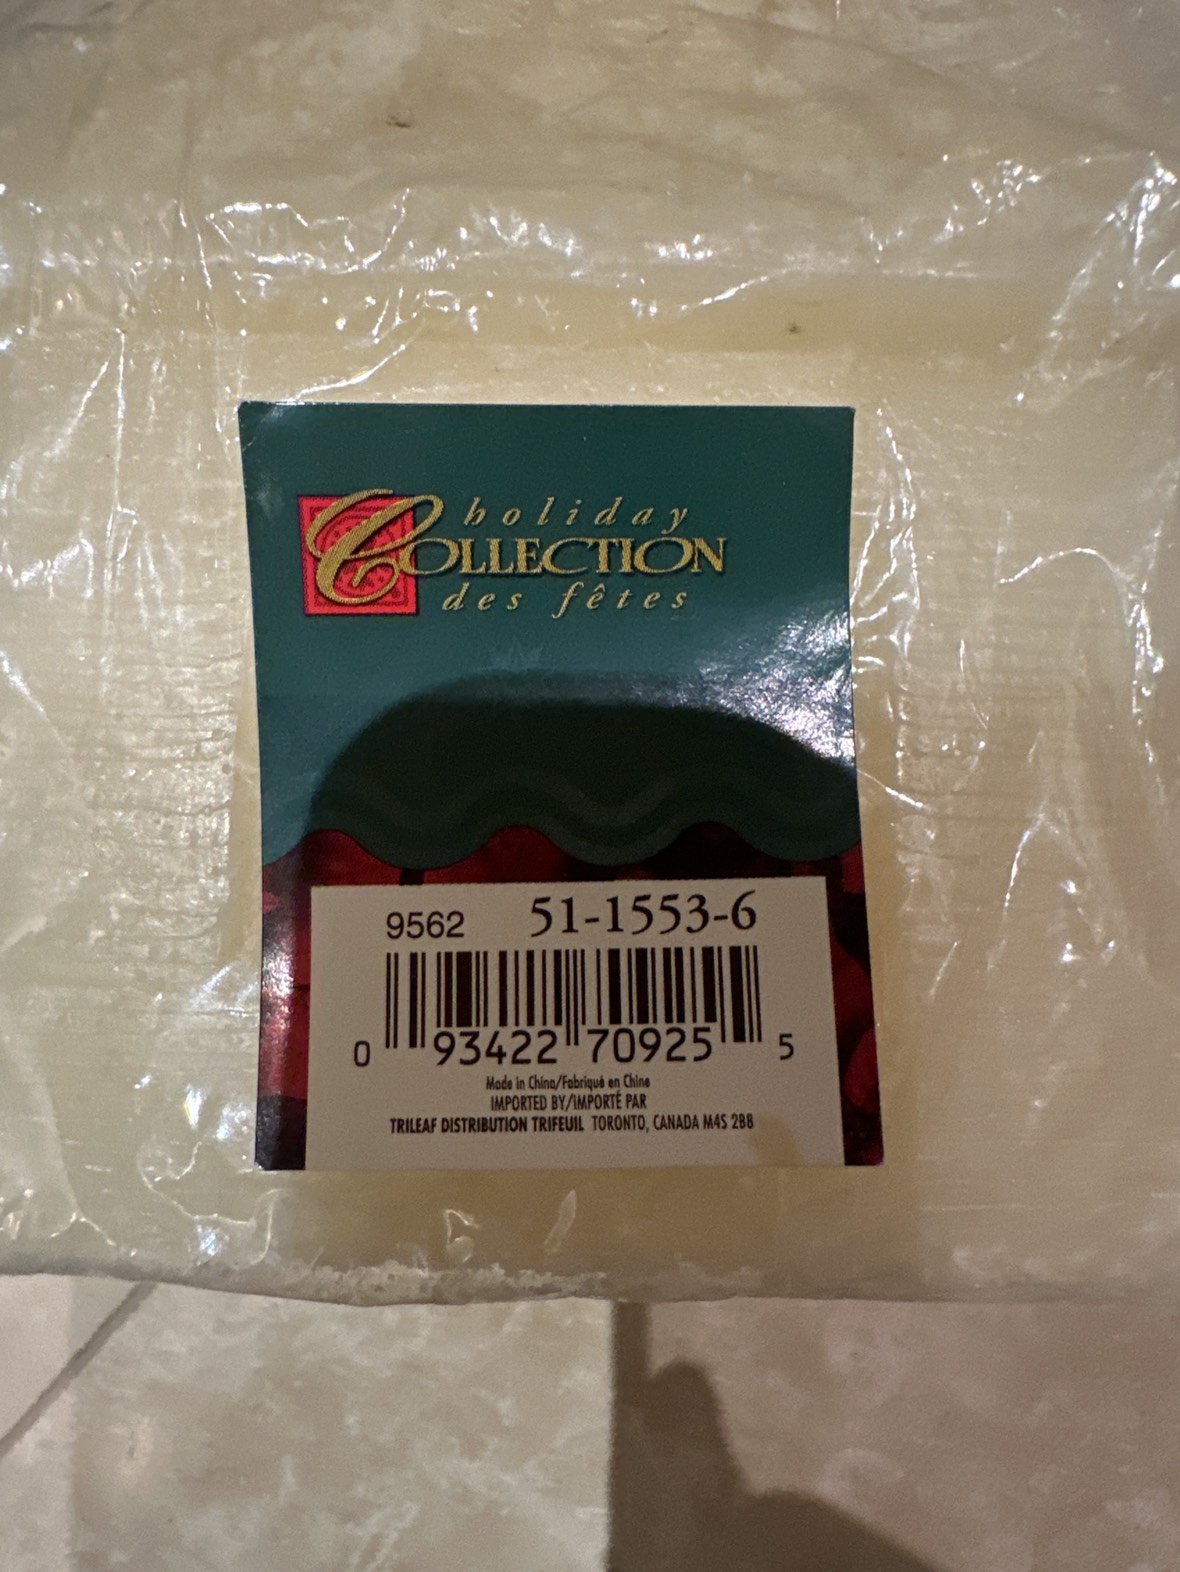 holiday
COLLECTION
des fêtes
9562 51-1553-6
0 93422 70925 5
Made in China/Fabriqué en Chine
IMPORTED BY/IMPORTÉ PAR
TRILEAF DISTRIBUTION TRIFEUIL TORONTO, CANADA M4S 2B8